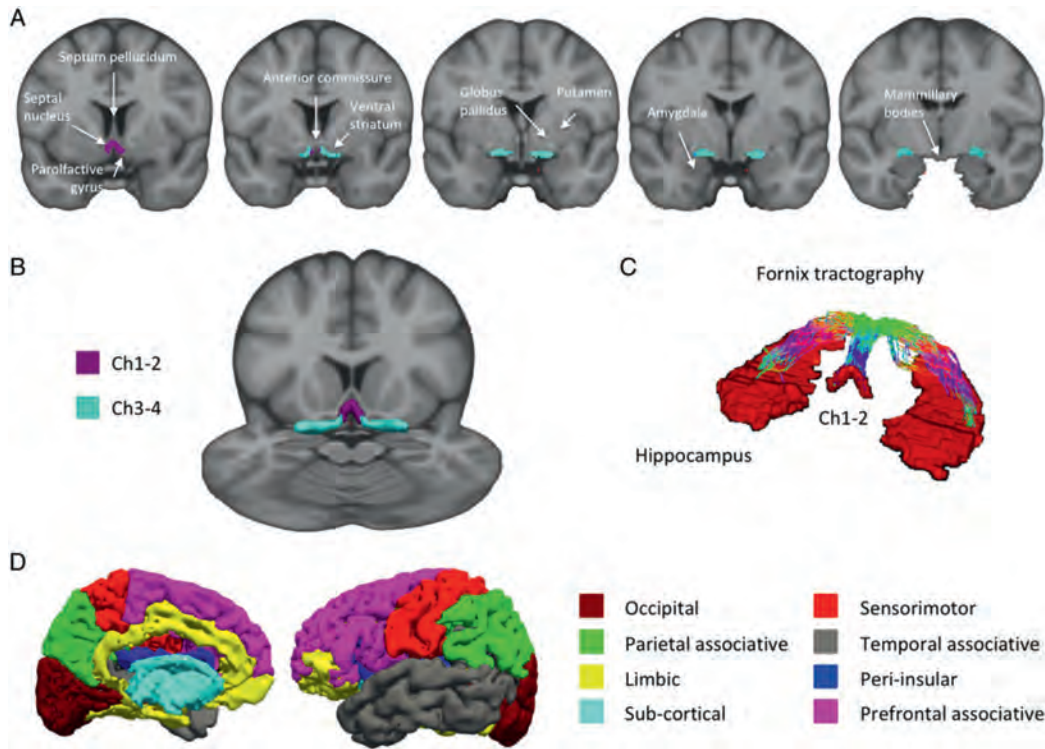 A
Septum pellucidum
Septal
nucleus
Parolfactive
gyrus
Anterior commissure
Ventral
striatum
Globus
pallidus
Putamen
Amygdala
Mammillary
bodies
B
Ch1-2
Ch3-4
C
Fornix tractography
Ch1-2
Hippocampus
D
Occipital
Parietal associative
Limbic
Sub-cortical
Sensorimotor
Temporal associative
Peri-insular
Prefrontal associative